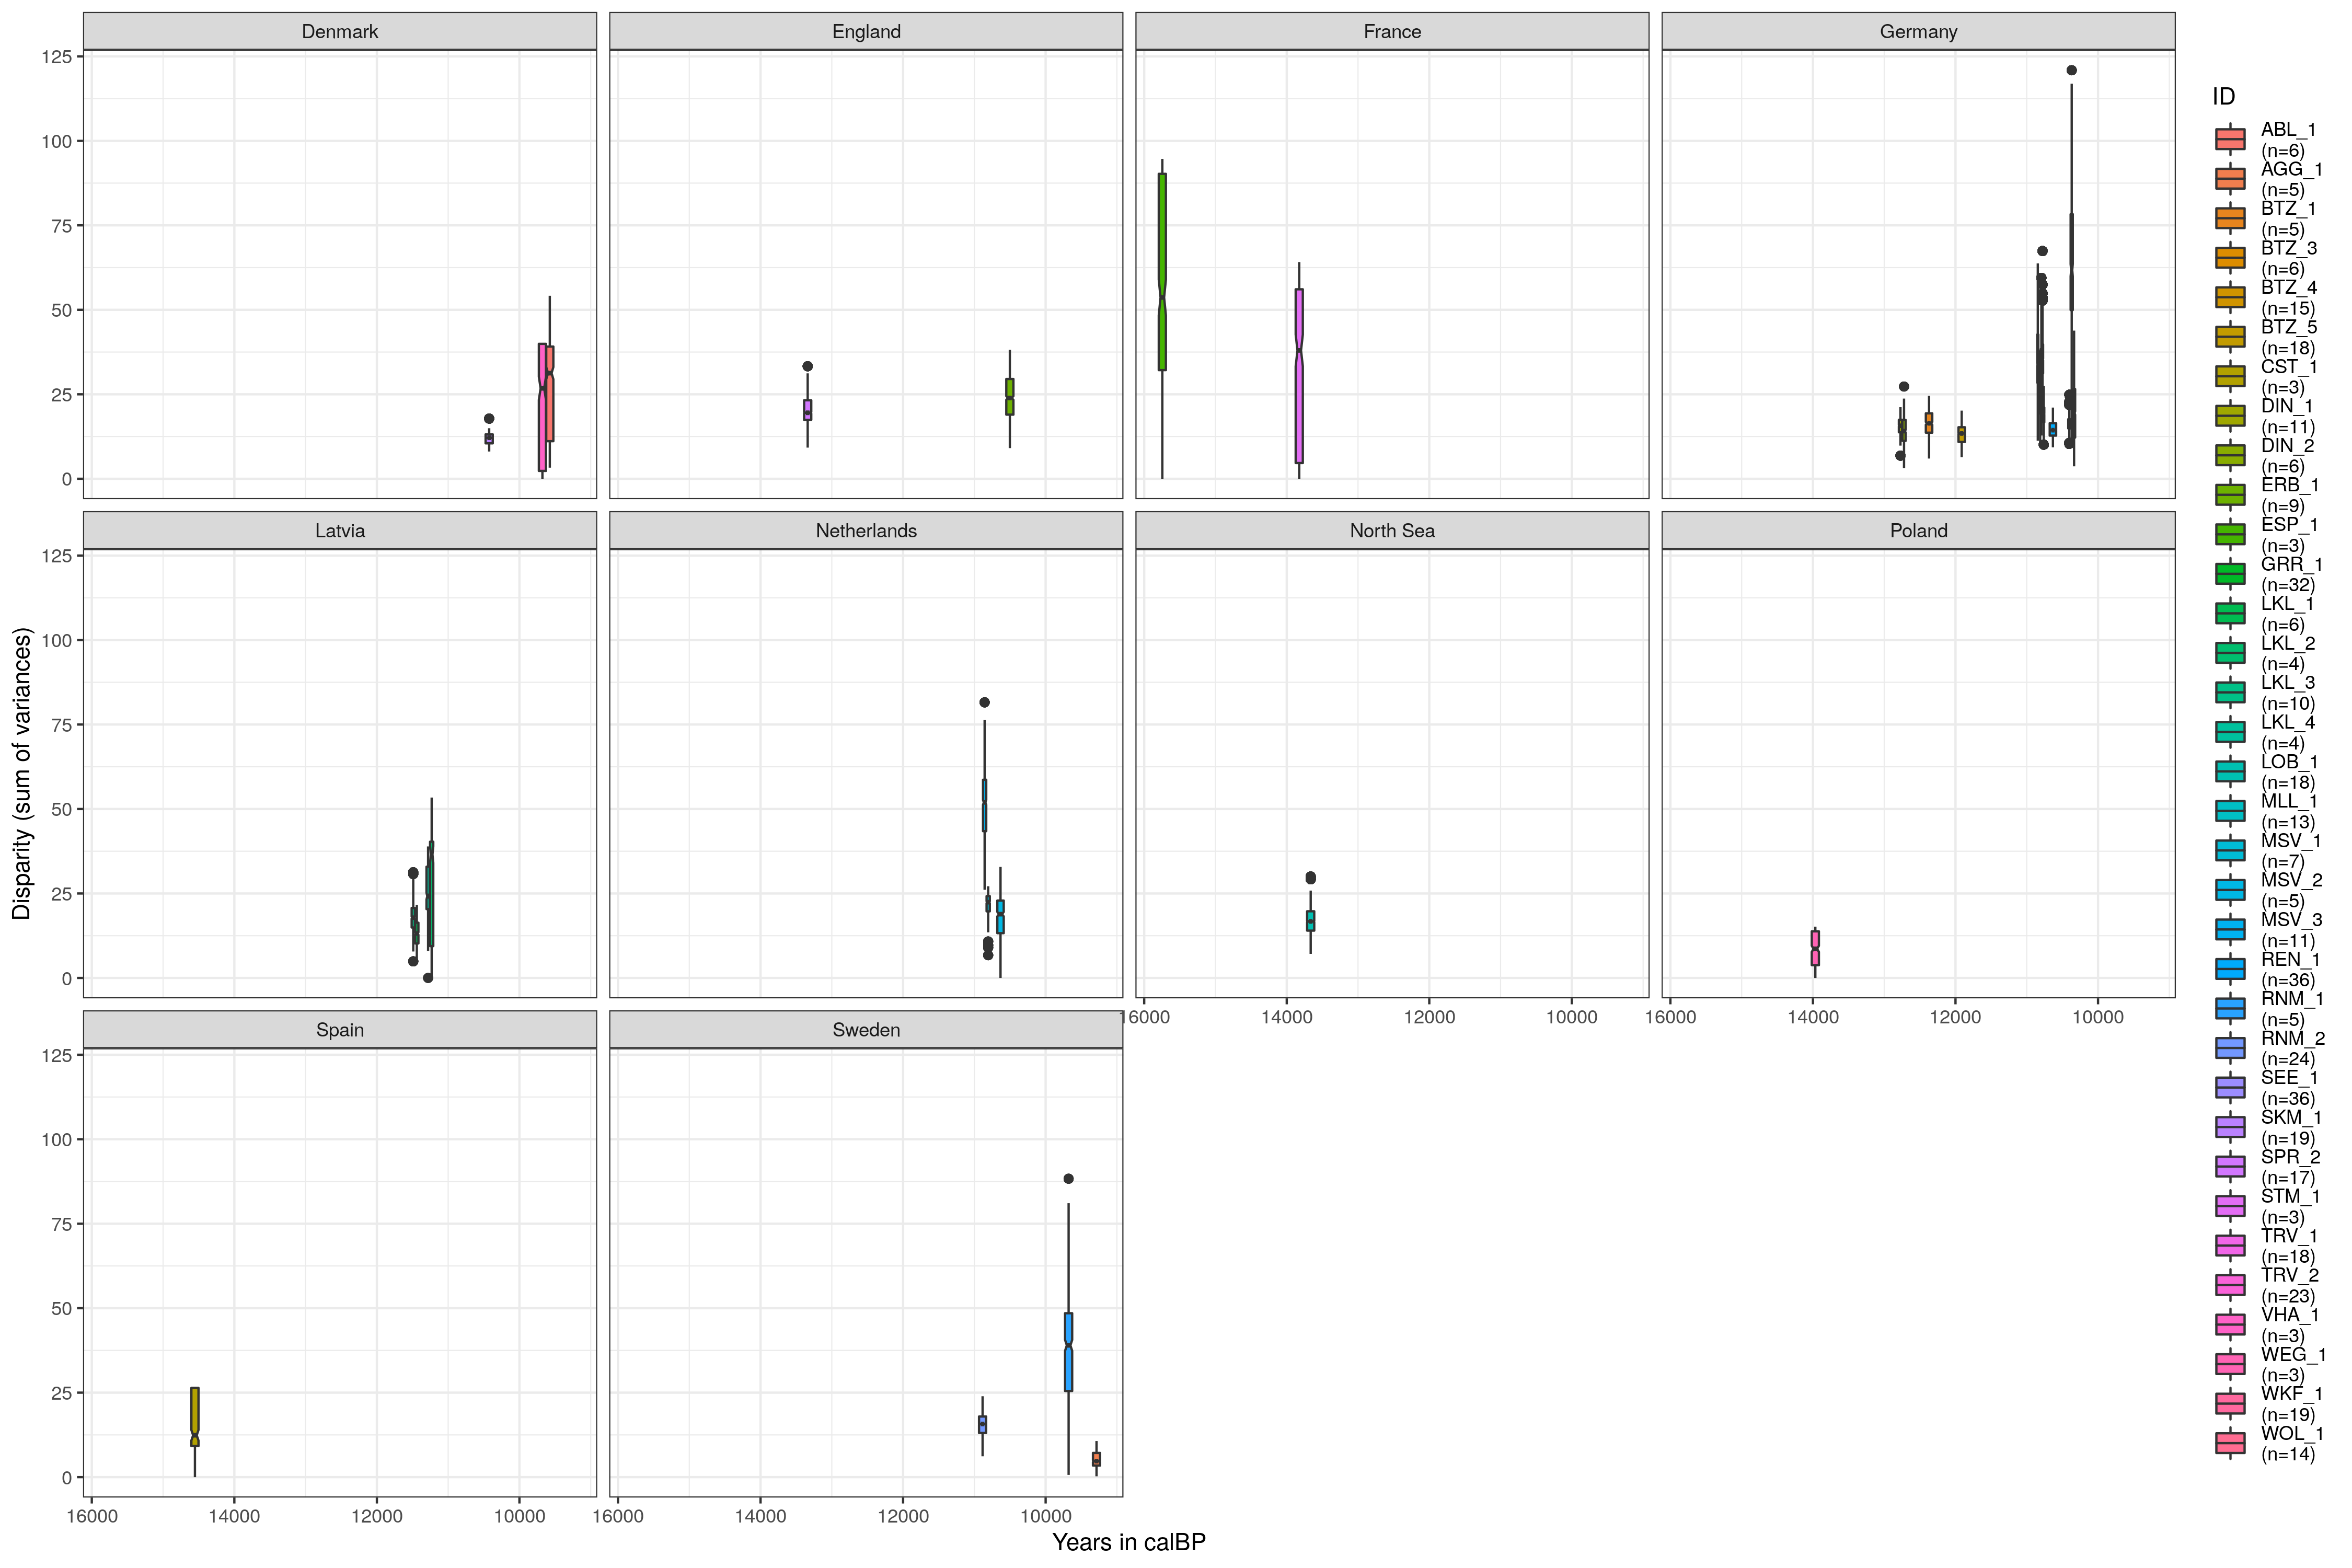 Denmark
England
France
Germany
125
100
75
50
25
0
Latvia
Netherlands
North Sea
Poland
125
100
75
50
25
0
16000
14000
12000
10000
16000
14000
12000
10000
Spain
Sweden
125
100
75
50
25
0
16000
14000
12000
10000
16000
14000
12000
10000
Years in calBP
Disparity (sum of variances)
ID
ABL_1
(n=6)
AGG_1
(n=5)
BTZ_1
(n=5)
BTZ_3
(n=6)
BTZ_4
(n=15)
BTZ_5
(n=18)
CST_1
(n=3)
DIN_1
(n=11)
DIN_2
(n=6)
ERB_1
(n=9)
ESP_1
(n=3)
GRR_1
(n=32)
LKL_1
(n=6)
LKL_2
(n=4)
LKL_3
(n=10)
LKL_4
(n=4)
LOB_1
(n=18)
MLL_1
(n=13)
MSV_1
(n=7)
MSV_2
(n=5)
MSV_3
(n=11)
REN_1
(n=36)
RNM_1
(n=5)
RNM_2
(n=24)
SEE_1
(n=36)
SKM_1
(n=19)
SPR_2
(n=17)
STM_1
(n=3)
TRV_1
(n=18)
TRV_2
(n=23)
VHA_1
(n=3)
WEG_1
(n=3)
WKF_1
(n=19)
WOL_1
(n=14)